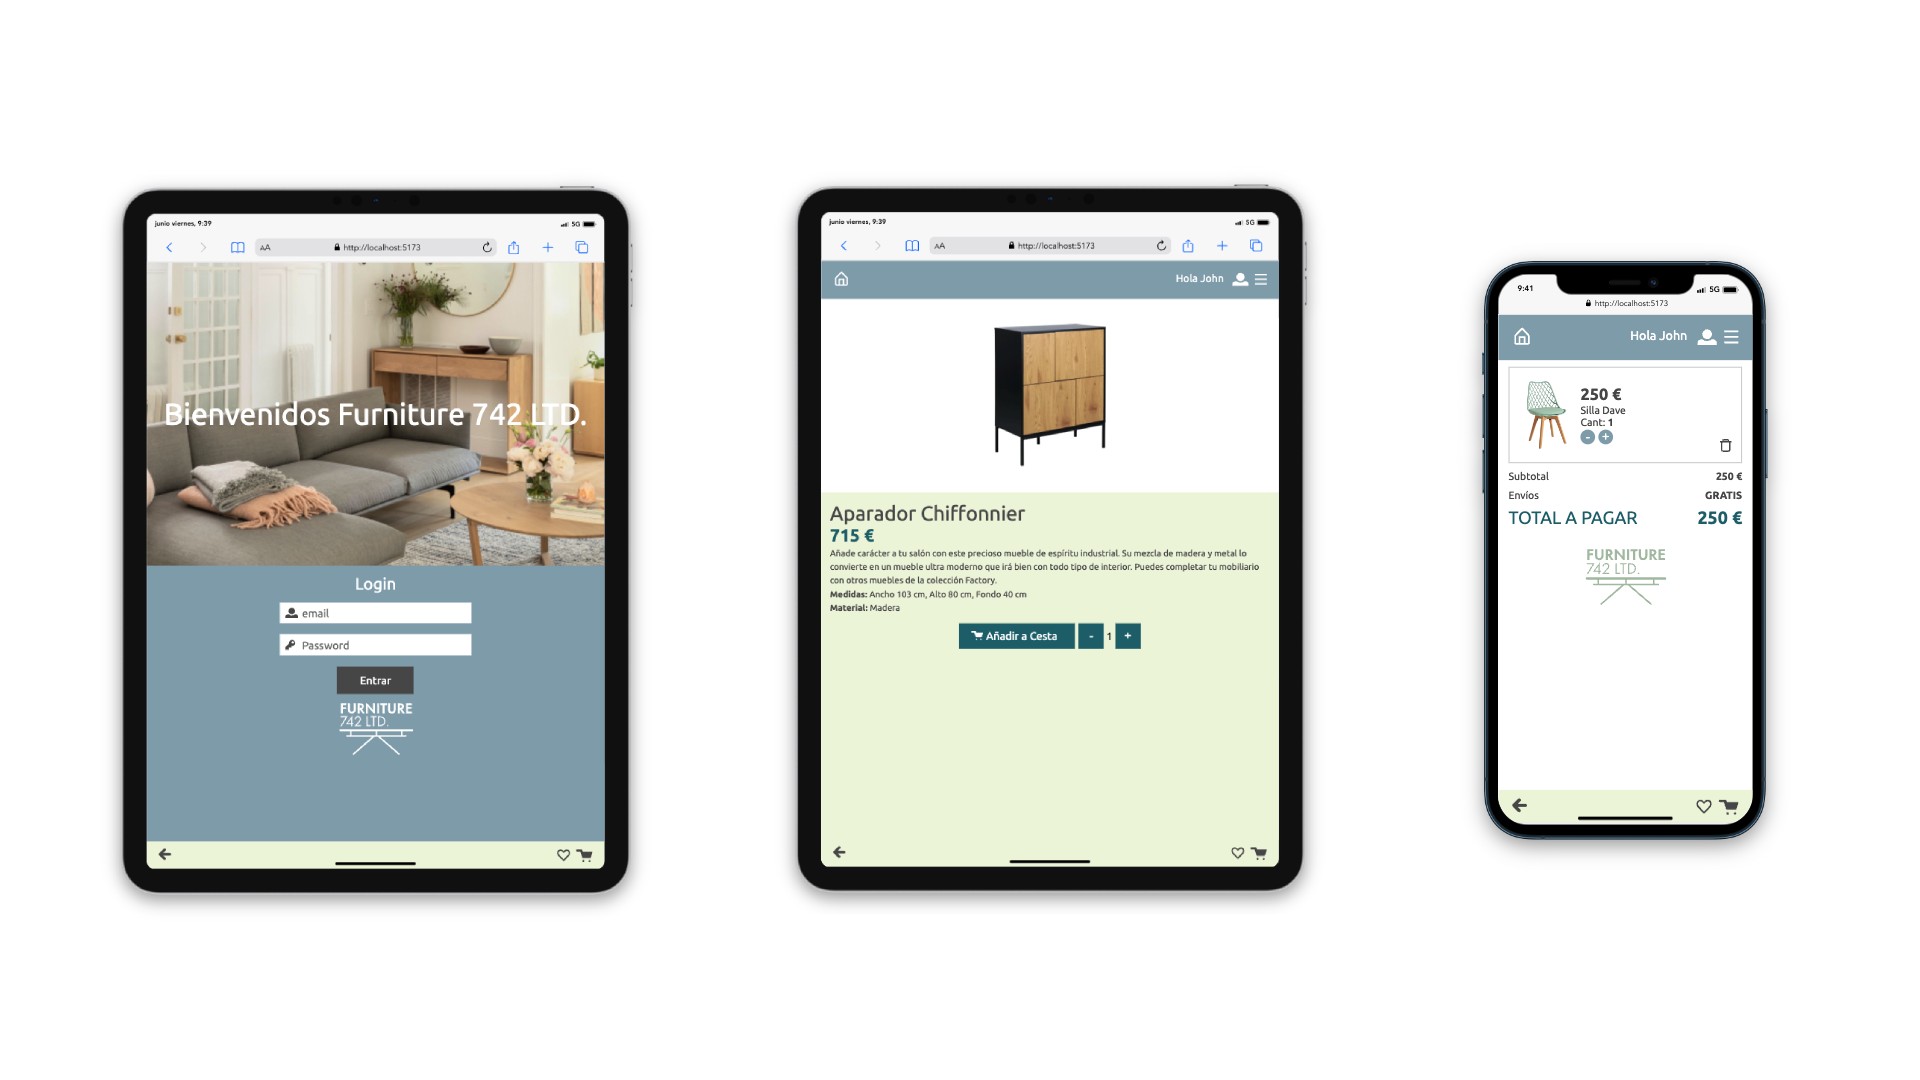 junio viernes, 9:39
5G
AA
http://localhost:5173
Bienvenidos Furniture 742 LTD.
Login
email
Password
Entrar
FURNITURE
742 LTD.
junio viernes, 9:39
5G
AA
http://localhost:5173
Hola John
Aparador Chiffonnier
715 €
Añade carácter a tu salón con este precioso mueble de espíritu industrial. Su mezcla de madera y metal lo
convierte en un mueble ultra moderno que irá bien con todo tipo de interior. Puedes completar tu mobiliario
con otros muebles de la colección Factory.
Medidas: Ancho 103 cm, Alto 80 cm, Fondo 40 cm
Material: Madera
Añadir a Cesta - 1 +
9:41
5G
http://localhost:5173
Hola John
250 €
Silla Dave
Cant: 1
- +
Subtotal 250 €
Envíos GRATIS
TOTAL A PAGAR 250 €
FURNITURE
742 LTD.